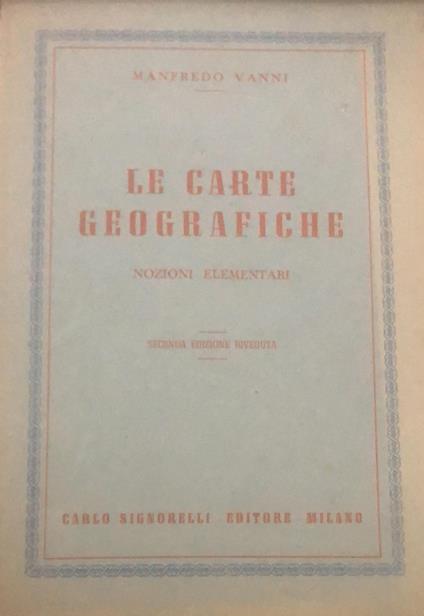 MANFREDO VANNI
LE CARTE
GEOGRAFICHE
NOZIONI ELEMENTARI
SECONDA EDIZIONE RIVEDUTA
CARLO SIGNORELLI EDITORE MILANO